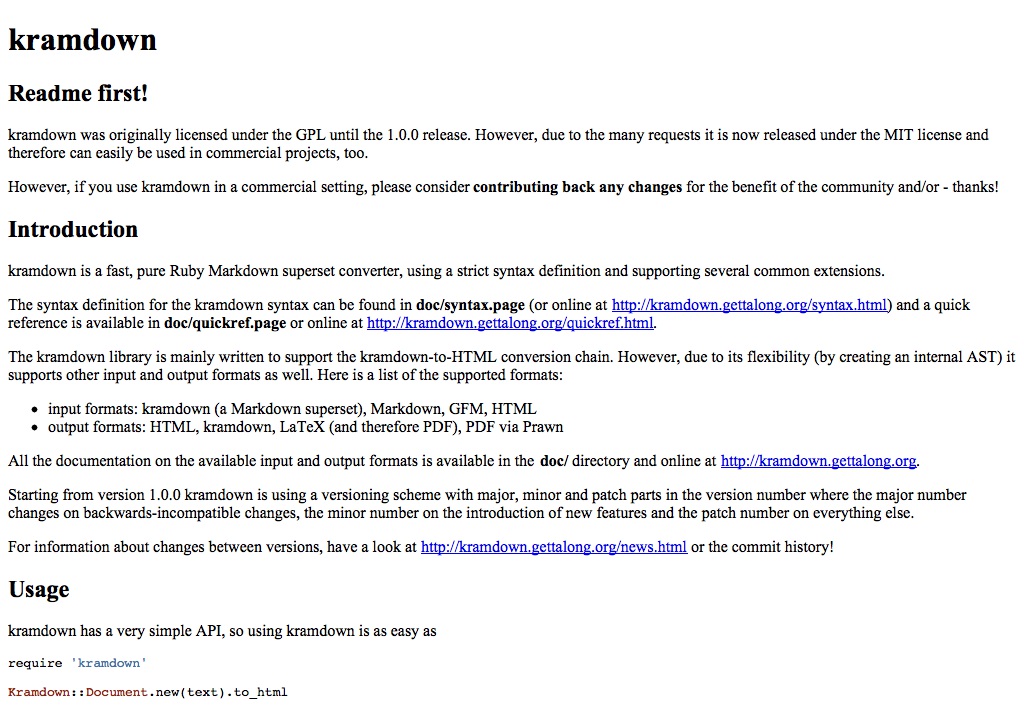 kramdown
Readme first!
kramdown was originally licensed under the GPL until the 1.0.0 release. However, due to the many requests it is now released under the MIT license and
therefore can easily be used in commercial projects, too.
However, if you use kramdown in a commercial setting, please consider contributing back any changes for the benefit of the community and/or - thanks!
Introduction
kramdown is a fast, pure Ruby Markdown superset converter, using a strict syntax definition and supporting several common extensions.
The syntax definition for the kramdown syntax can be found in doc/syntax.page (or online at http://kramdown.gettalong.org/syntax.html) and a quick
reference is available in doc/quickref.page or online at http://kramdown.gettalong.org/quickref.html.
The kramdown library is mainly written to support the kramdown-to-HTML conversion chain. However, due to its flexibility (by creating an internal AST) it
supports other input and output formats as well. Here is a list of the supported formats:
• input formats: kramdown (a Markdown superset), Markdown, GFM, HTML
• output formats: HTML, kramdown, LaTeX (and therefore PDF), PDF via Prawn
All the documentation on the available input and output formats is available in the doc/ directory and online at http://kramdown.gettalong.org.
Starting from version 1.0.0 kramdown is using a versioning scheme with major, minor and patch parts in the version number where the major number
changes on backwards-incompatible changes, the minor number on the introduction of new features and the patch number on everything else.
For information about changes between versions, have a look at http://kramdown.gettalong.org/news.html or the commit history!
Usage
kramdown has a very simple API, so using kramdown is as easy as
require 'kramdown'
Kramdown::Document.new(text).to_html